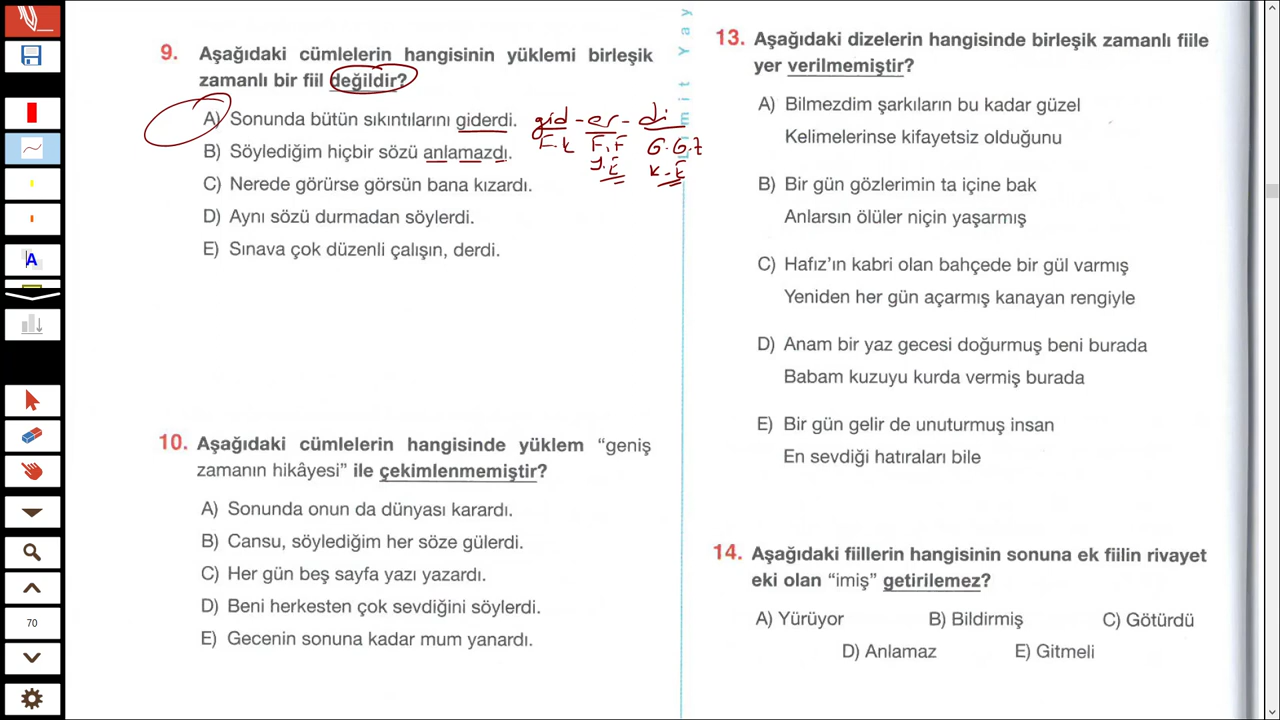 9. Aşağıdaki cümlelerin hangisinin yüklemi birleşik
zamanlı bir fiil değildir?
A) Sonunda bütün sıkıntılarını giderdi.
gid - er - di
F.k F.F G.G.Z
Y.E k-E
B) Söylediğim hiçbir sözü anlamazdı.
C) Nerede görürse görsün bana kızardı.
D) Aynı sözü durmadan söylerdi.
E) Sınava çok düzenli çalışın, derdi.
10. Aşağıdaki cümlelerin hangisinde yüklem “geniş
zamanın hikâyesi” ile çekimlenmemiştir?
A) Sonunda onun da dünyası karardı.
B) Cansu, söylediğim her söze gülerdi.
C) Her gün beş sayfa yazı yazardı.
D) Beni herkesten çok sevdiğini söylerdi.
E) Gecenin sonuna kadar mum yanardı.
mit Yay
13. Aşağıdaki dizelerin hangisinde birleşik zamanlı fiile
yer verilmemiştir?
A) Bilmezdim şarkıların bu kadar güzel
Kelimelerinse kifayetsiz olduğunu
B) Bir gün gözlerimin ta içine bak
Anlarsın ölüler niçin yaşarmış
C) Hafız’ın kabri olan bahçede bir gül varmış
Yeniden her gün açarmış kanayan rengiyle
D) Anam bir yaz gecesi doğurmuş beni burada
Babam kuzuyu kurda vermiş burada
E) Bir gün gelir de unuturmuş insan
En sevdiği hatıraları bile
14. Aşağıdaki fiillerin hangisinin sonuna ek fiilin rivayet
eki olan “imiş” getirilemez?
A) Yürüyor B) Bildirmiş C) Götürdü
D) Anlamaz E) Gitmeli
A
70